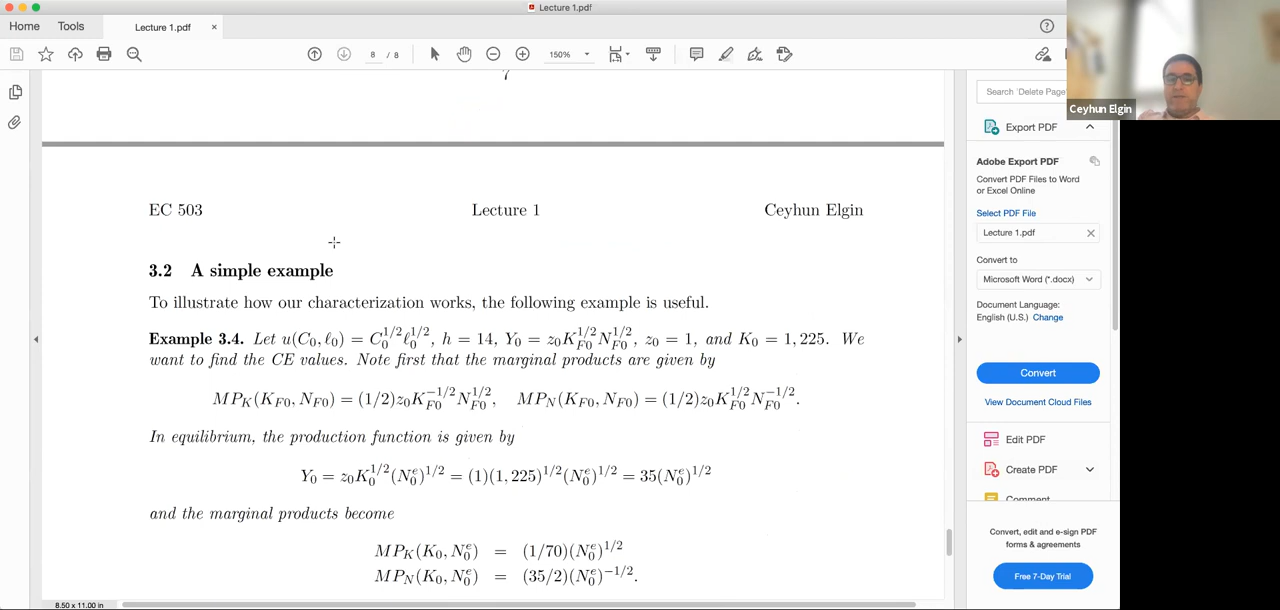 Lecture 1.pdf
Home Tools Lecture 1.pdf ×
8 / 8 150%
7
Ceyhun Elgin
EC 503 Lecture 1 Ceyhun Elgin
3.2 A simple example
To illustrate how our characterization works, the following example is useful.
Example 3.4. Let u(C₀, ℓ₀) = C₀^{1/2}ℓ₀^{1/2}, h = 14, Y₀ = z₀K_{F0}^{1/2}N_{F0}^{1/2}, z₀ = 1, and K₀ = 1, 225. We
want to find the CE values. Note first that the marginal products are given by
MP_K(K_{F0}, N_{F0}) = (1/2)z₀K_{F0}^{-1/2}N_{F0}^{1/2}, MP_N(K_{F0}, N_{F0}) = (1/2)z₀K_{F0}^{1/2}N_{F0}^{-1/2}.
In equilibrium, the production function is given by
Y₀ = z₀K₀^{1/2}(N₀^e)^{1/2} = (1)(1, 225)^{1/2}(N₀^e)^{1/2} = 35(N₀^e)^{1/2}
and the marginal products become
MP_K(K₀, N₀^e) = (1/70)(N₀^e)^{1/2}
MP_N(K₀, N₀^e) = (35/2)(N₀^e)^{-1/2}.
8.50 x 11.00 in
Search 'Delete Page'
Export PDF
Adobe Export PDF
Convert PDF Files to Word
or Excel Online
Select PDF File
Lecture 1.pdf
Convert to
Microsoft Word (*.docx)
Document Language:
English (U.S.) Change
Convert
View Document Cloud Files
Edit PDF
Create PDF
Comment
Convert, edit and e-sign PDF
forms & agreements
Free 7-Day Trial